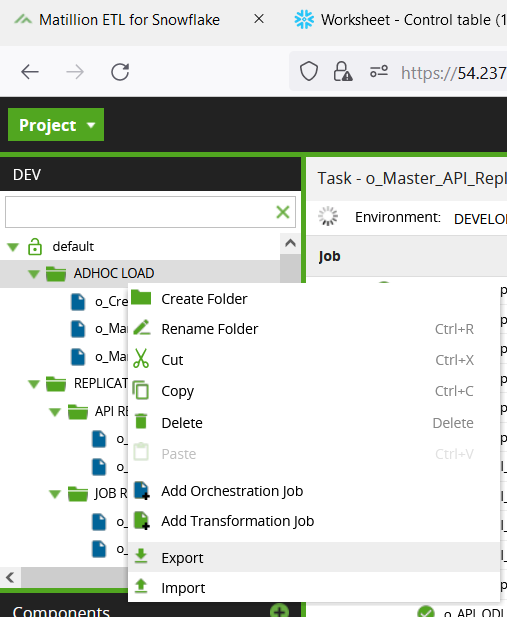 Matillion ETL for Snowflake
Worksheet - Control table (1
https://54.237
Project
DEV
Task - o_Master_API_Repl
Environment: DEVELO
default
Job
ADHOC LOAD
o_Cre
o_Ma
o_Ma
REPLICAT
API RE
o_
o_
JOB R
o_
o_
Create Folder
Rename Folder Ctrl+R
Cut Ctrl+X
Copy Ctrl+C
Delete Delete
Paste Ctrl+V
Add Orchestration Job
Add Transformation Job
Export
Import
Components
o_API_ODI